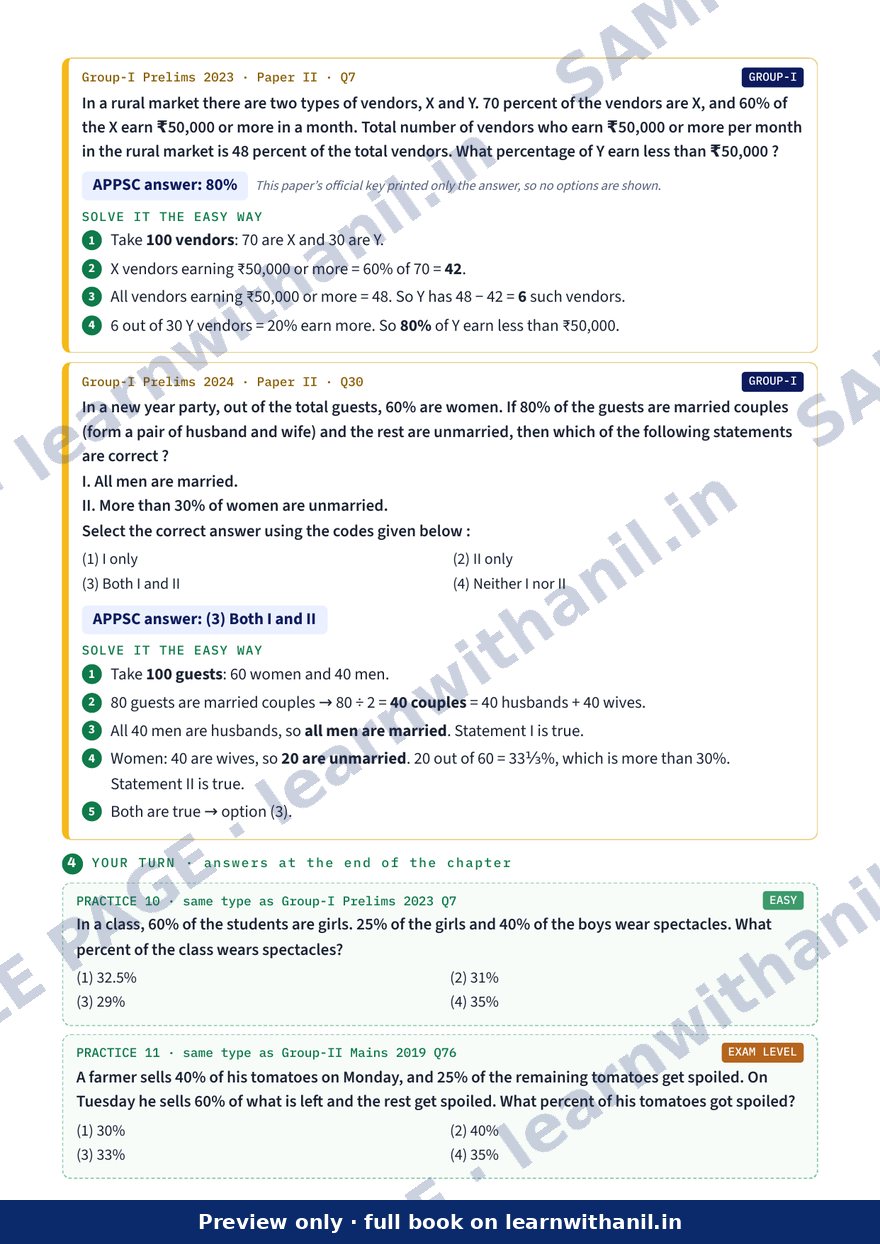 Group-I Prelims 2023 · Paper II · Q7
GROUP-I
In a rural market there are two types of vendors, X and Y. 70 percent of the vendors are X, and 60% of
the X earn ₹50,000 or more in a month. Total number of vendors who earn ₹50,000 or more per month
in the rural market is 48 percent of the total vendors. What percentage of Y earn less than ₹50,000 ?
APPSC answer: 80% This paper's official key printed only the answer, so no options are shown.
SOLVE IT THE EASY WAY
1 Take 100 vendors: 70 are X and 30 are Y.
2 X vendors earning ₹50,000 or more = 60% of 70 = 42.
3 All vendors earning ₹50,000 or more = 48. So Y has 48 − 42 = 6 such vendors.
4 6 out of 30 Y vendors = 20% earn more. So 80% of Y earn less than ₹50,000.
Group-I Prelims 2024 · Paper II · Q30
GROUP-I
In a new year party, out of the total guests, 60% are women. If 80% of the guests are married couples
(form a pair of husband and wife) and the rest are unmarried, then which of the following statements
are correct ?
I. All men are married.
II. More than 30% of women are unmarried.
Select the correct answer using the codes given below :
(1) I only (2) II only
(3) Both I and II (4) Neither I nor II
APPSC answer: (3) Both I and II
SOLVE IT THE EASY WAY
1 Take 100 guests: 60 women and 40 men.
2 80 guests are married couples → 80 ÷ 2 = 40 couples = 40 husbands + 40 wives.
3 All 40 men are husbands, so all men are married. Statement I is true.
4 Women: 40 are wives, so 20 are unmarried. 20 out of 60 = 33⅓%, which is more than 30%.
Statement II is true.
5 Both are true → option (3).
4 YOUR TURN · answers at the end of the chapter
PRACTICE 10 · same type as Group-I Prelims 2023 Q7
EASY
In a class, 60% of the students are girls. 25% of the girls and 40% of the boys wear spectacles. What
percent of the class wears spectacles?
(1) 32.5% (2) 31%
(3) 29% (4) 35%
PRACTICE 11 · same type as Group-II Mains 2019 Q76
EXAM LEVEL
A farmer sells 40% of his tomatoes on Monday, and 25% of the remaining tomatoes get spoiled. On
Tuesday he sells 60% of what is left and the rest get spoiled. What percent of his tomatoes got spoiled?
(1) 30% (2) 40%
(3) 33% (4) 35%
SAM
learnwithanil.in
SA
E PAGE · learnwithanil.in
E · learnwithanil.in
Preview only · full book on learnwithanil.in